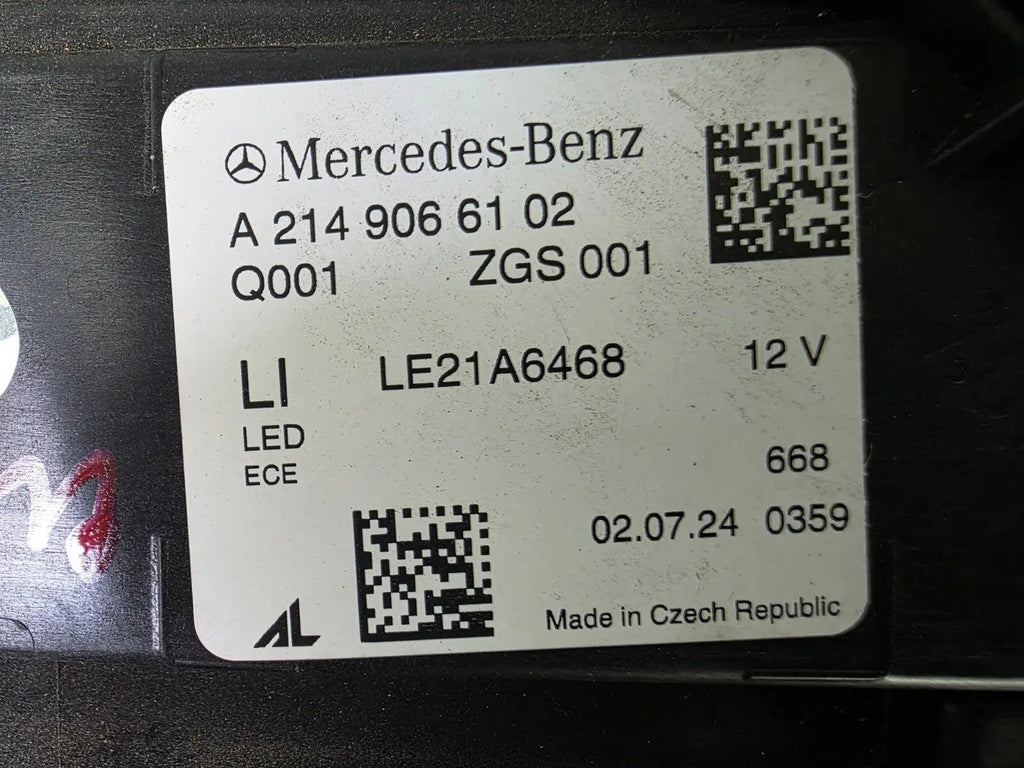 Mercedes-Benz
A 214 906 61 02
Q001 ZGS 001
LI LE21A6468 12 V
LED
ECE
668
02.07.24 0359
AL
Made in Czech Republic